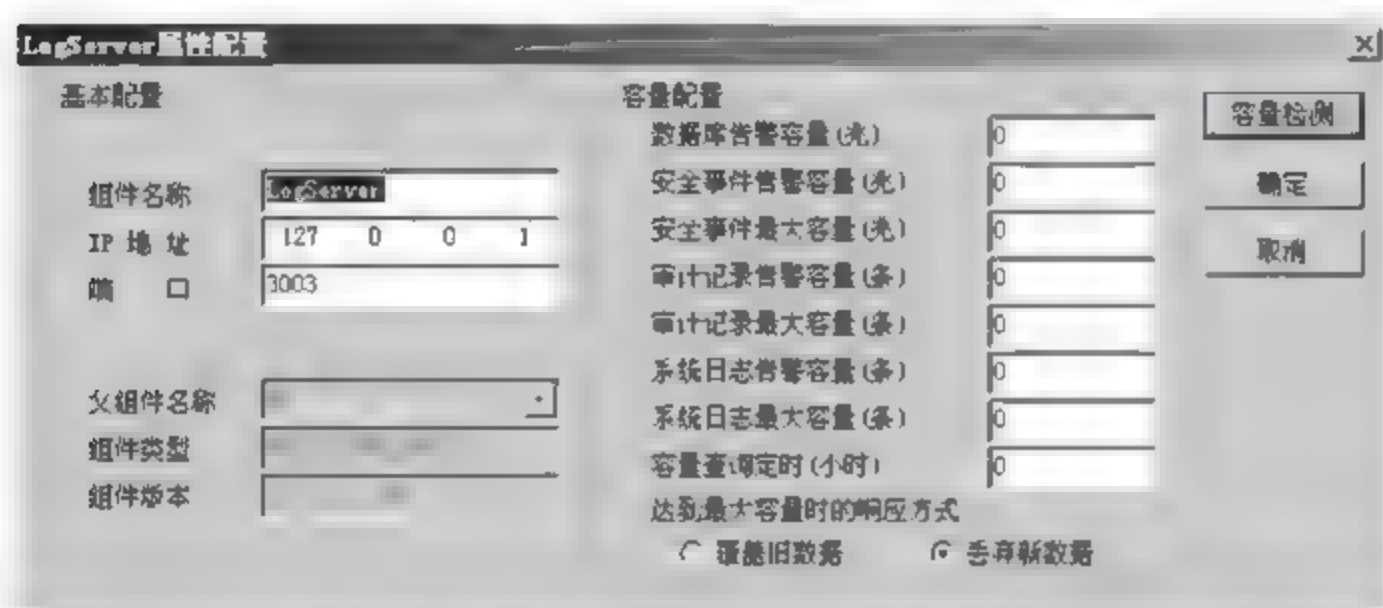 LogServer属性配置
基本配置
组件名称
LogServer
IP 地 址
127 0 0 1
端 口
3003
父组件名称
组件类型
组件版本
容量配置
数据库告警容量(兆)
0
安全事件告警容量(兆)
0
安全事件最大容量(兆)
0
审计记录告警容量(条)
0
审计记录最大容量(条)
0
系统日志告警容量(条)
0
系统日志最大容量(条)
0
容量查询定时(小时)
0
达到最大容量时的响应方式
覆盖旧数据
丢弃新数据
容量检测
确定
取消